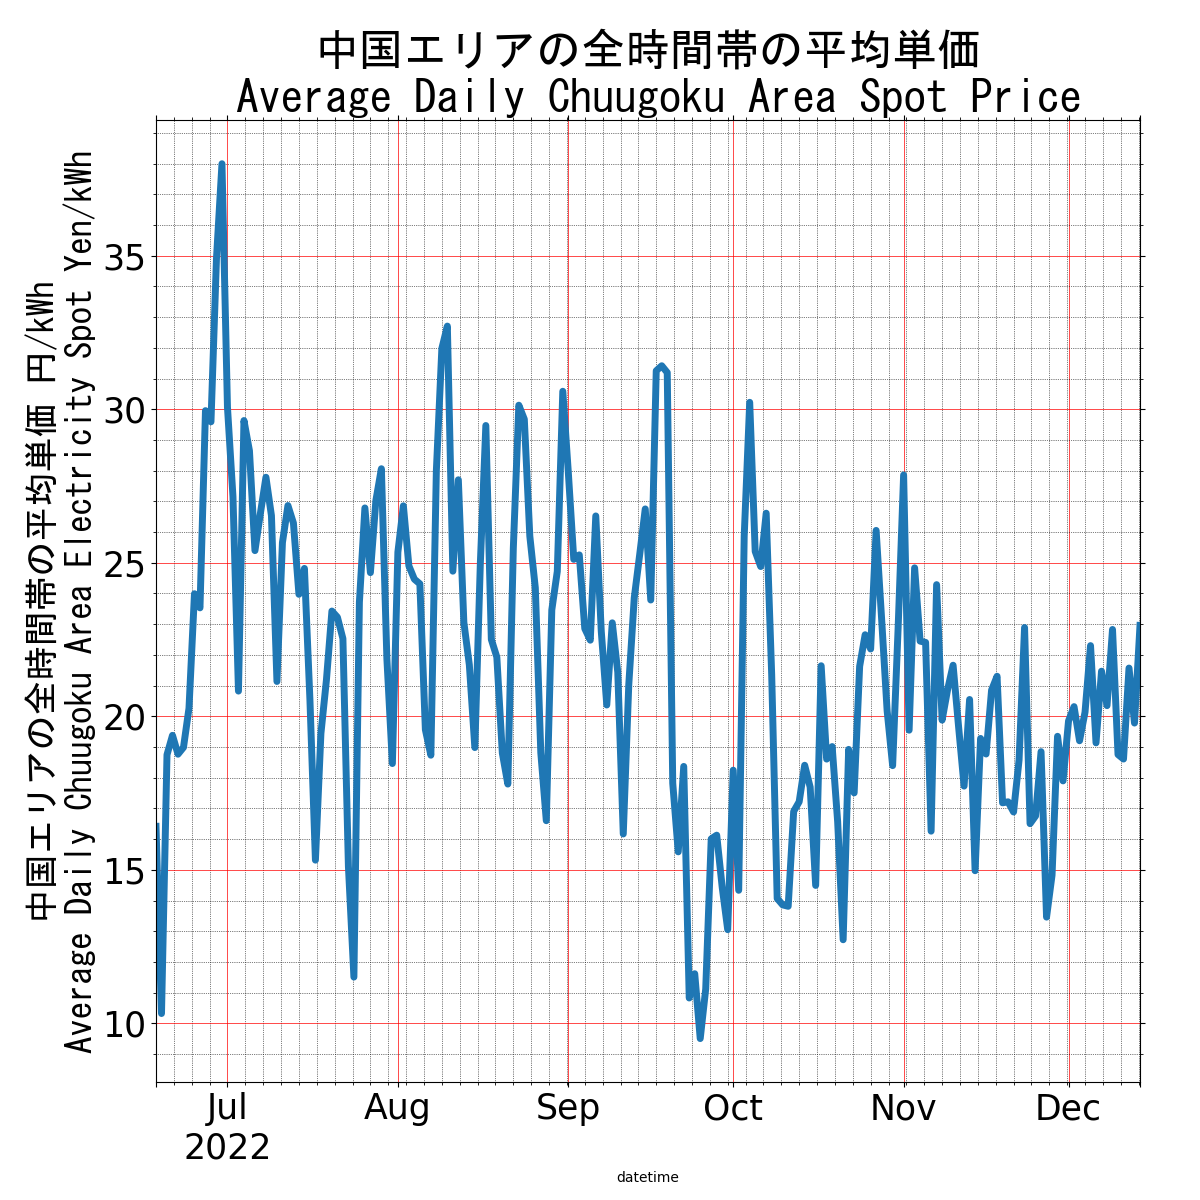 中国エリアの全時間帯の平均単価
Average Daily Chuugoku Area Spot Price
中国エリアの全時間帯の平均単価 円/kWh
Average Daily Chuugoku Area Electricity Spot Yen/kWh
35
30
25
20
15
10
Jul
2022
Aug
Sep
Oct
Nov
Dec
datetime